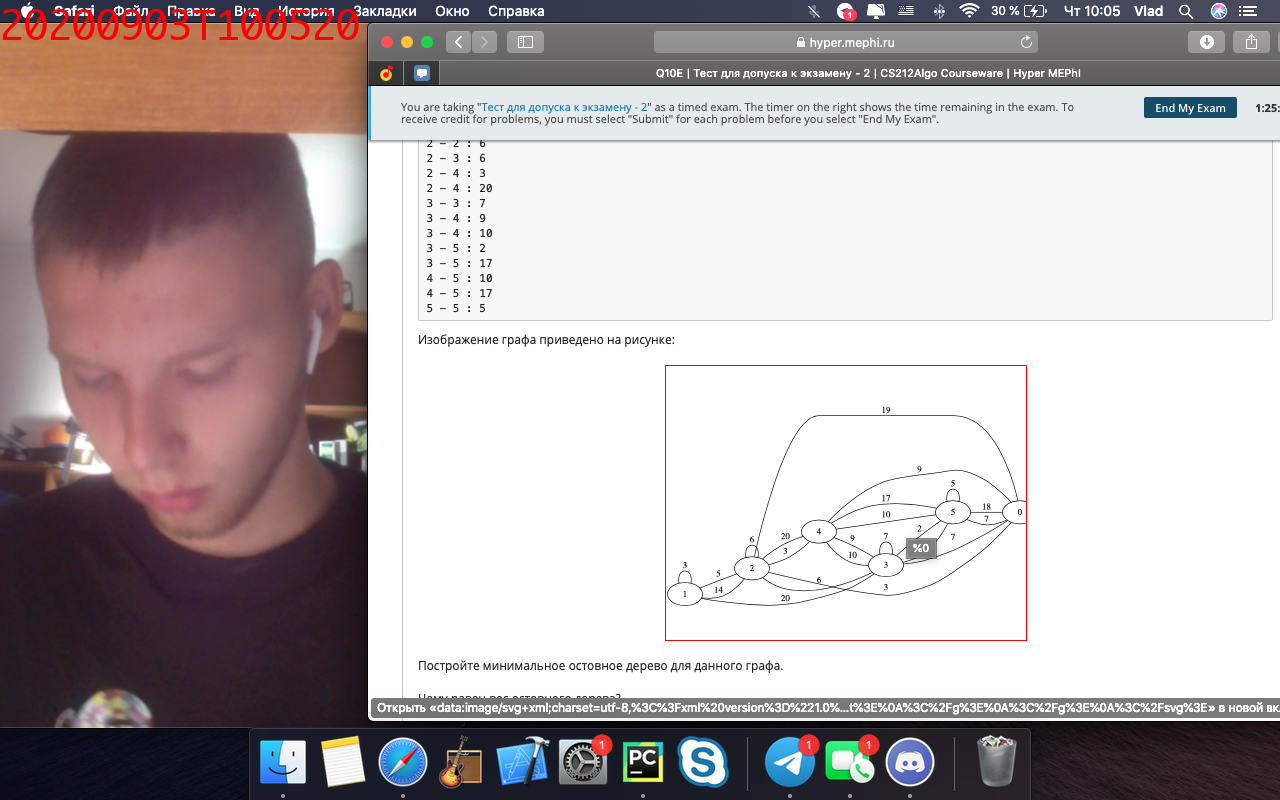 20200903T100520
Safari Файл Правка Вид История Закладки Окно Справка
1
30 %
Чт 10:05 Vlad
hyper.mephi.ru
Q10E | Тест для допуска к экзамену - 2 | CS212Algo Courseware | Hyper MEPhI
You are taking "Тест для допуска к экзамену - 2" as a timed exam. The timer on the right shows the time remaining in the exam. To
receive credit for problems, you must select "Submit" for each problem before you select "End My Exam".
End My Exam
1:25:
2 — 2 : 6
2 — 3 : 6
2 — 4 : 3
2 — 4 : 20
3 — 3 : 7
3 — 4 : 9
3 — 4 : 10
3 — 5 : 2
3 — 5 : 17
4 — 5 : 10
4 — 5 : 17
5 — 5 : 5
Изображение графа приведено на рисунке:
19
9
5
17
18
10
5
0
7
4
2
7
6
20
9
7
3
10
%0
3
5
2
3
6
3
14
1
20
Постройте минимальное остовное дерево для данного графа.
Чему равен вес остовного дерева?
Открыть «data:image/svg+xml;charset=utf-8,%3C%3Fxml%20version%3D%221.0%...t%3E%0A%3C%2Fg%3E%0A%3C%2Fg%3E%0A%3C%2Fsvg%3E» в новой вк
1
PC
1
1